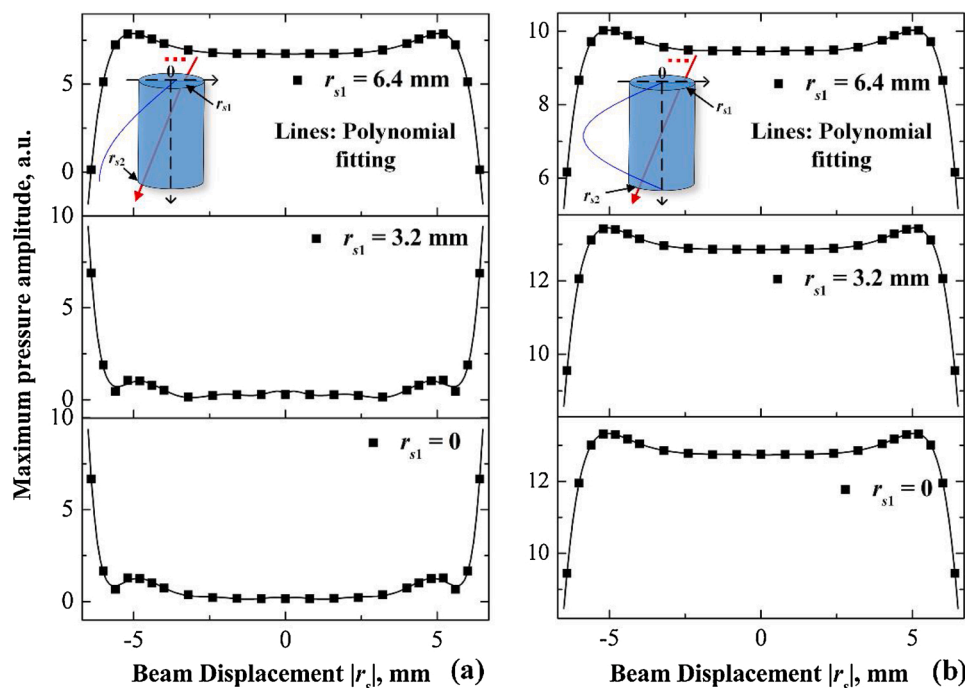 Maximum pressure amplitude, a.u.
5
0
0
r_s1
r_s2
r_s1 = 6.4 mm
Lines: Polynomial
fitting
10
5
0
r_s1 = 3.2 mm
10
5
0
r_s1 = 0
-5 0 5
Beam Displacement |r_s|, mm (a)
10
8
6
0
r_s1
r_s2
r_s1 = 6.4 mm
Lines: Polynomial
fitting
12
10
r_s1 = 3.2 mm
12
10
r_s1 = 0
-5 0 5
Beam Displacement |r_s|, mm (b)